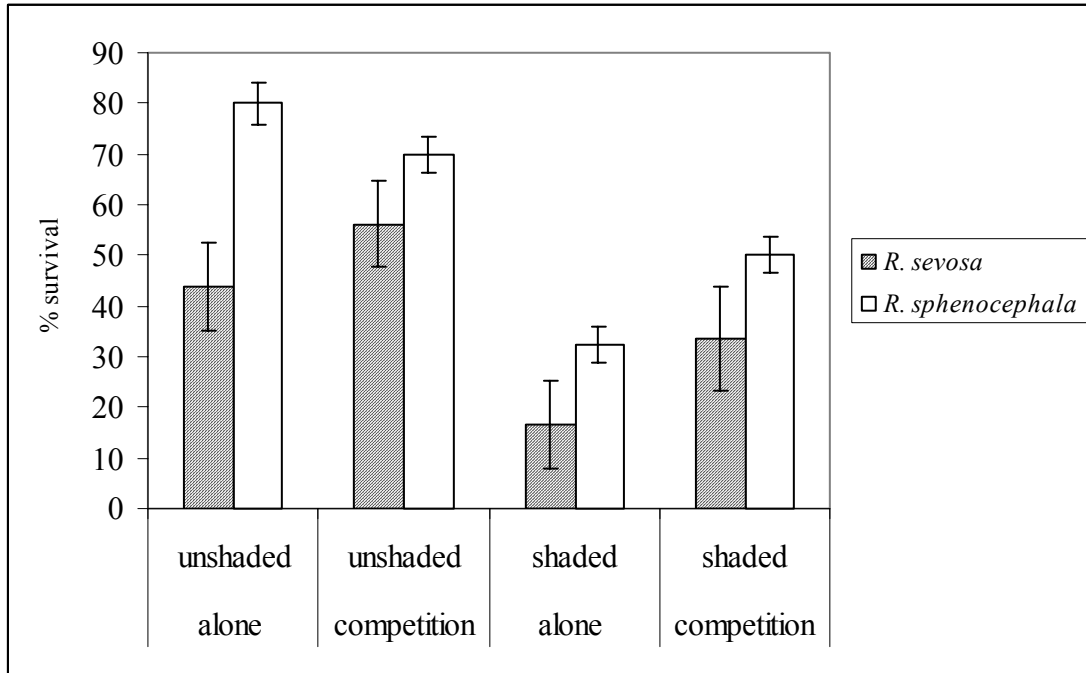 90
80
70
60
50
40
30
20
10
0
% survival
unshaded unshaded shaded shaded
alone competition alone competition
R. sevosa
R. sphenocephala